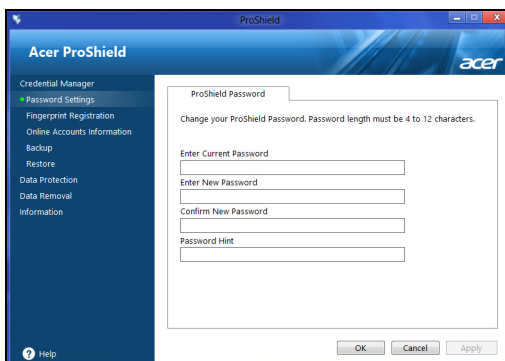 ProShield
Acer ProShield
acer
Credential Manager
Password Settings
Fingerprint Registration
Online Accounts Information
Backup
Restore
Data Protection
Data Removal
Information
Help
ProShield Password
Change your ProShield Password. Password length must be 4 to 12 characters.
Enter Current Password
Enter New Password
Confirm New Password
Password Hint
OK
Cancel
Apply